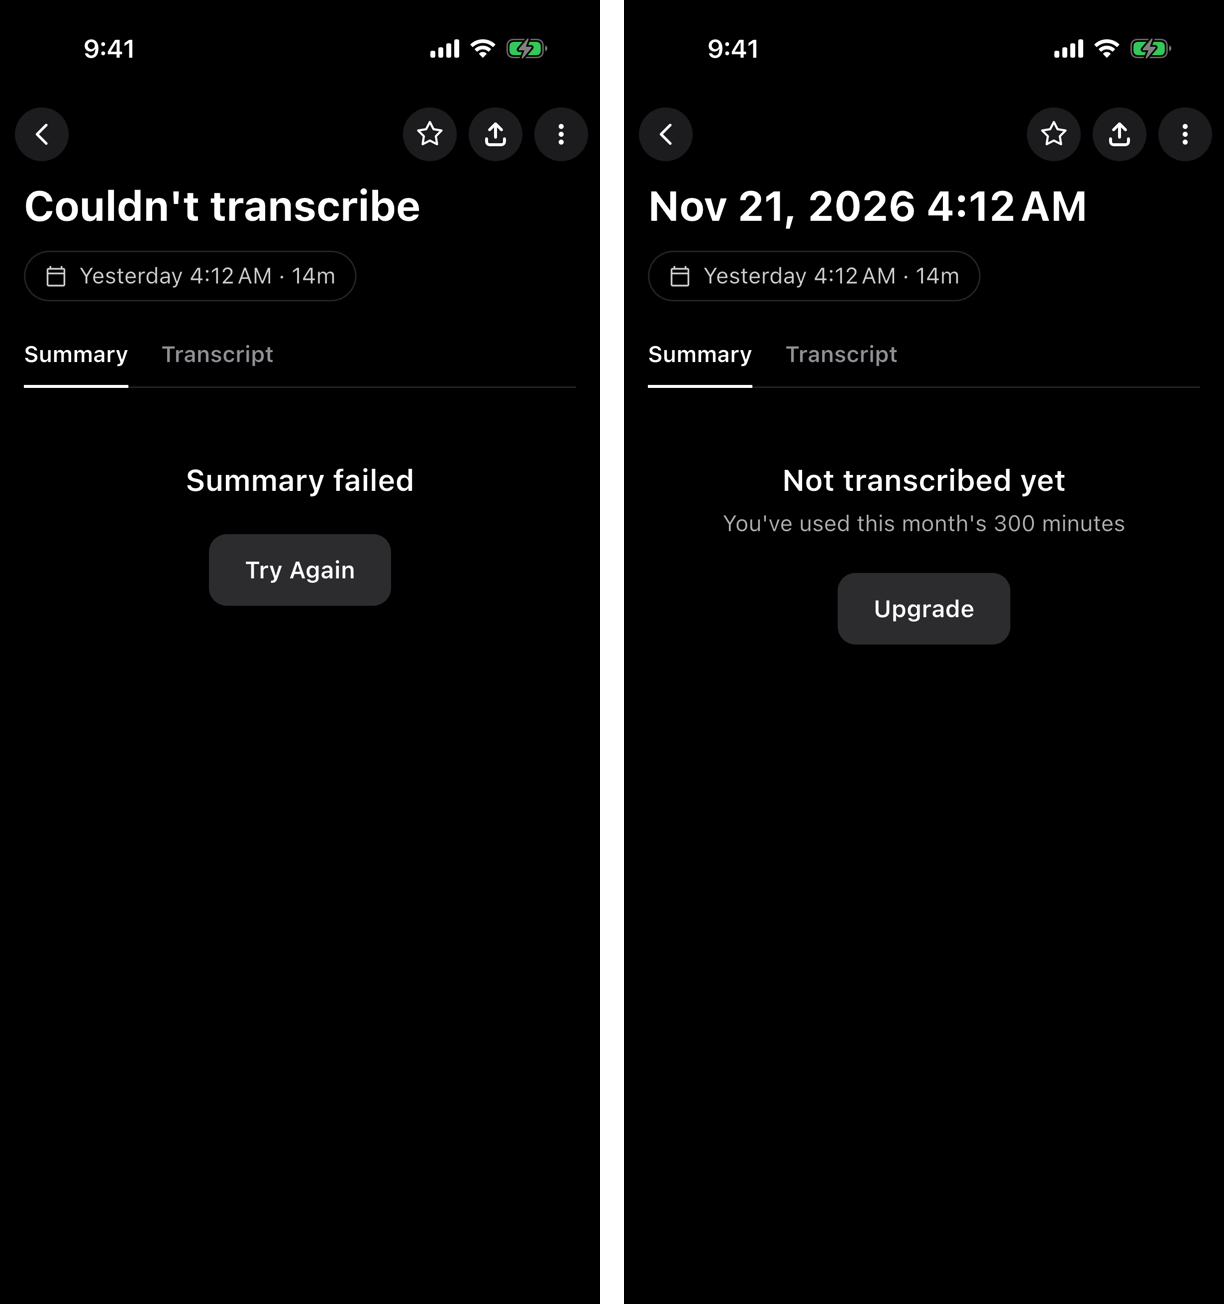 9:41
Couldn't transcribe
Yesterday 4:12 AM · 14m
Summary Transcript
Summary failed
Try Again
9:41
Nov 21, 2026 4:12 AM
Yesterday 4:12 AM · 14m
Summary Transcript
Not transcribed yet
You've used this month's 300 minutes
Upgrade